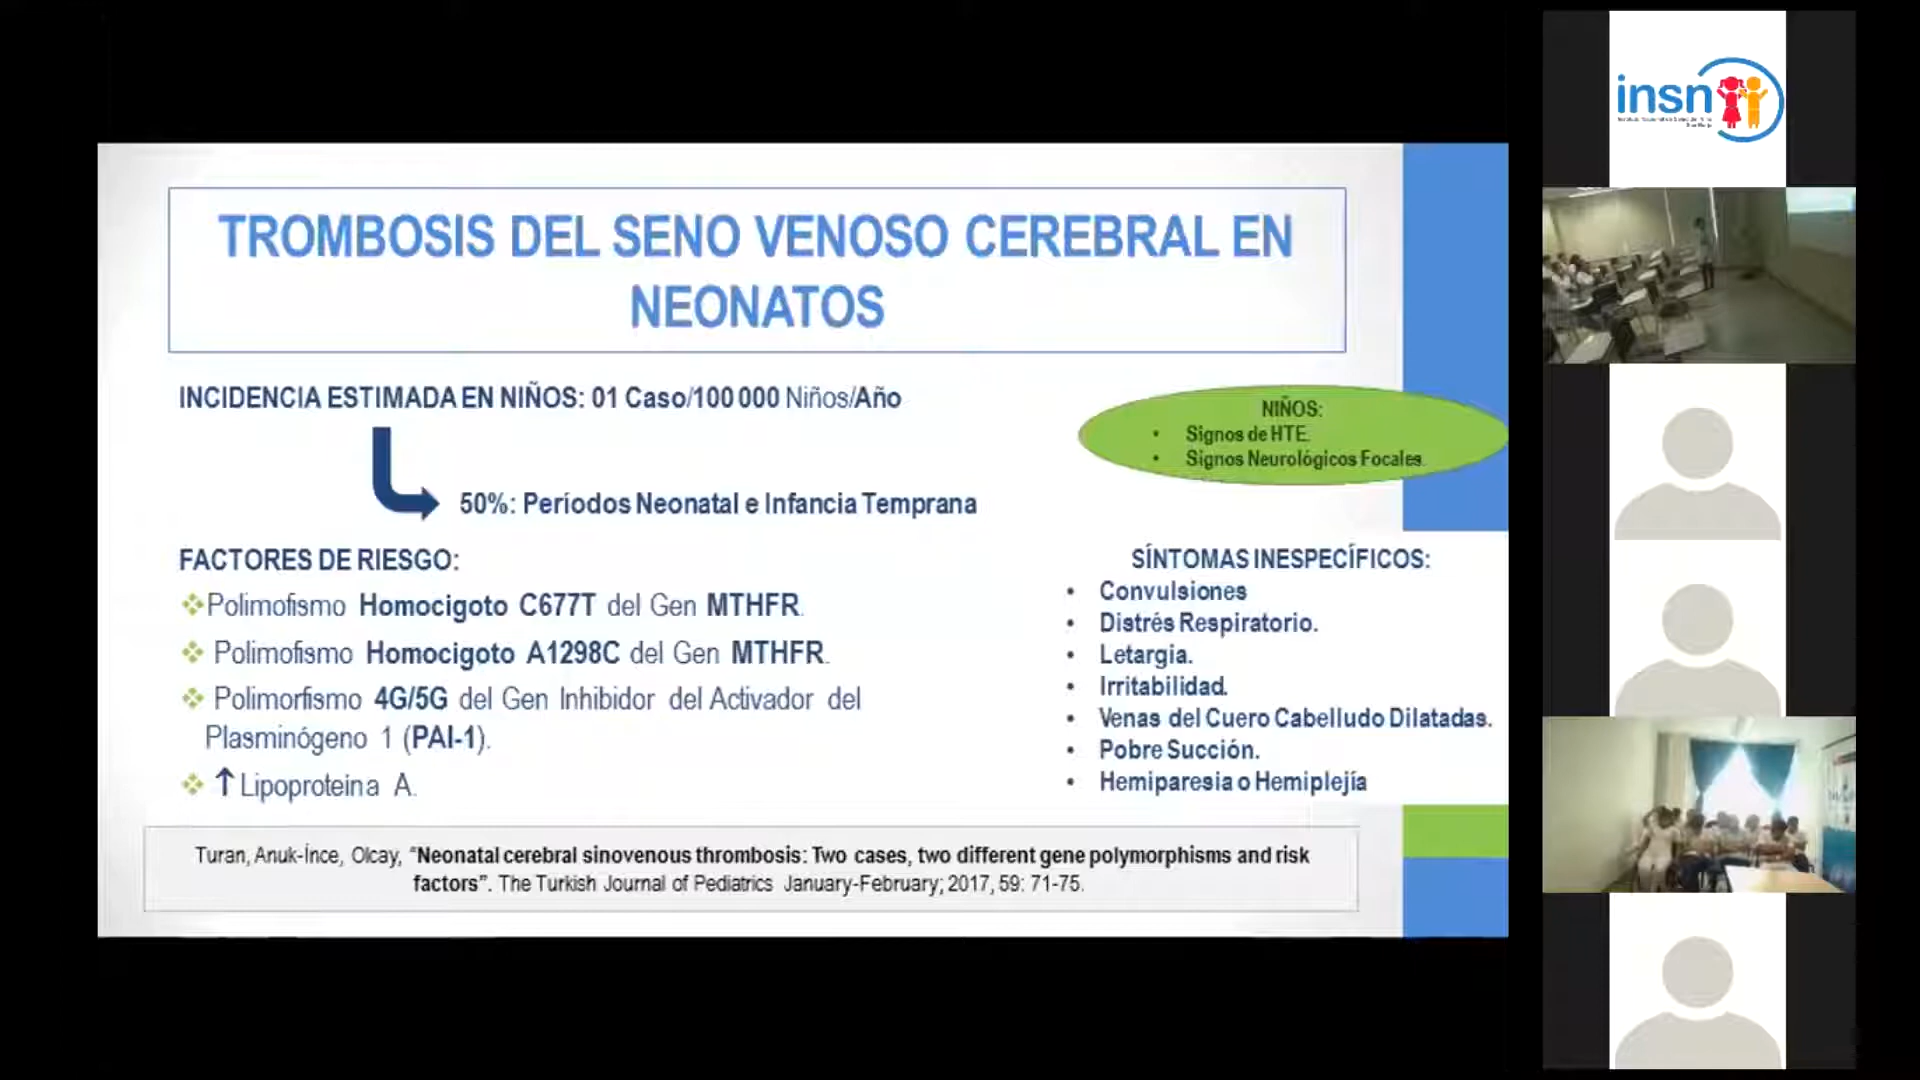 TROMBOSIS DEL SENO VENOSO CEREBRAL EN
NEONATOS
INCIDENCIA ESTIMADA EN NIÑOS: 01 Caso/100 000 Niños/Año
50%: Períodos Neonatal e Infancia Temprana
FACTORES DE RIESGO:
Polimofismo Homocigoto C677T del Gen MTHFR.
Polimofismo Homocigoto A1298C del Gen MTHFR.
Polimorfismo 4G/5G del Gen Inhibidor del Activador del
Plasminógeno 1 (PAI-1).
↑ Lipoproteina A.
NIÑOS:
• Signos de HTE.
• Signos Neurológicos Focales.
SÍNTOMAS INESPECÍFICOS:
• Convulsiones
• Distrés Respiratorio.
• Letargia.
• Irritabilidad.
• Venas del Cuero Cabelludo Dilatadas.
• Pobre Succión.
• Hemiparesia o Hemiplejía
Turan, Anuk-İnce, Olcay, “Neonatal cerebral sinovenous thrombosis: Two cases, two different gene polymorphisms and risk
factors”. The Turkish Journal of Pediatrics January-February; 2017, 59: 71-75.
insn